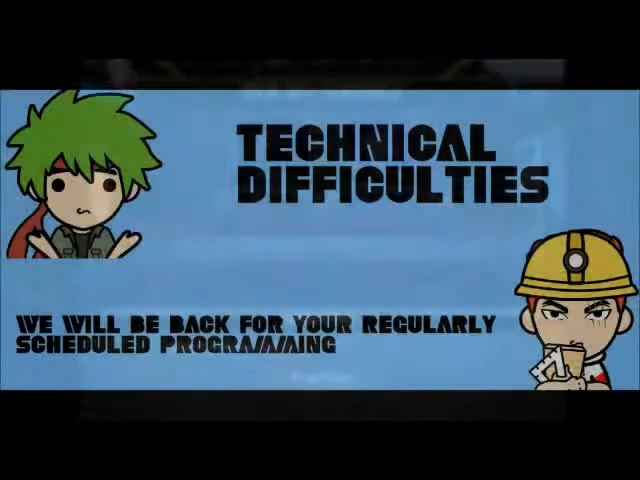 TECHNICAL
DIFFICULTIES
WE WILL BE BACK FOR YOUR REGULARLY
SCHEDULED PROGRAMMING